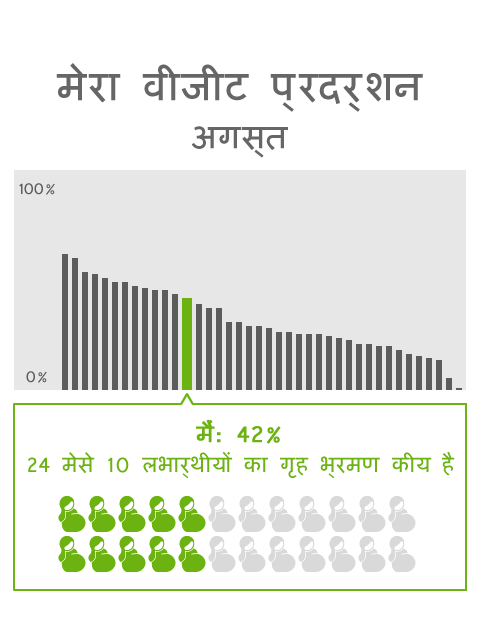 मेरा वीजीट प्रदर्शन
अगस्त
100%
0%
मैं: 42%
24 मेसे 10 लभार्थीयों का गृह भ्रमण कीय है